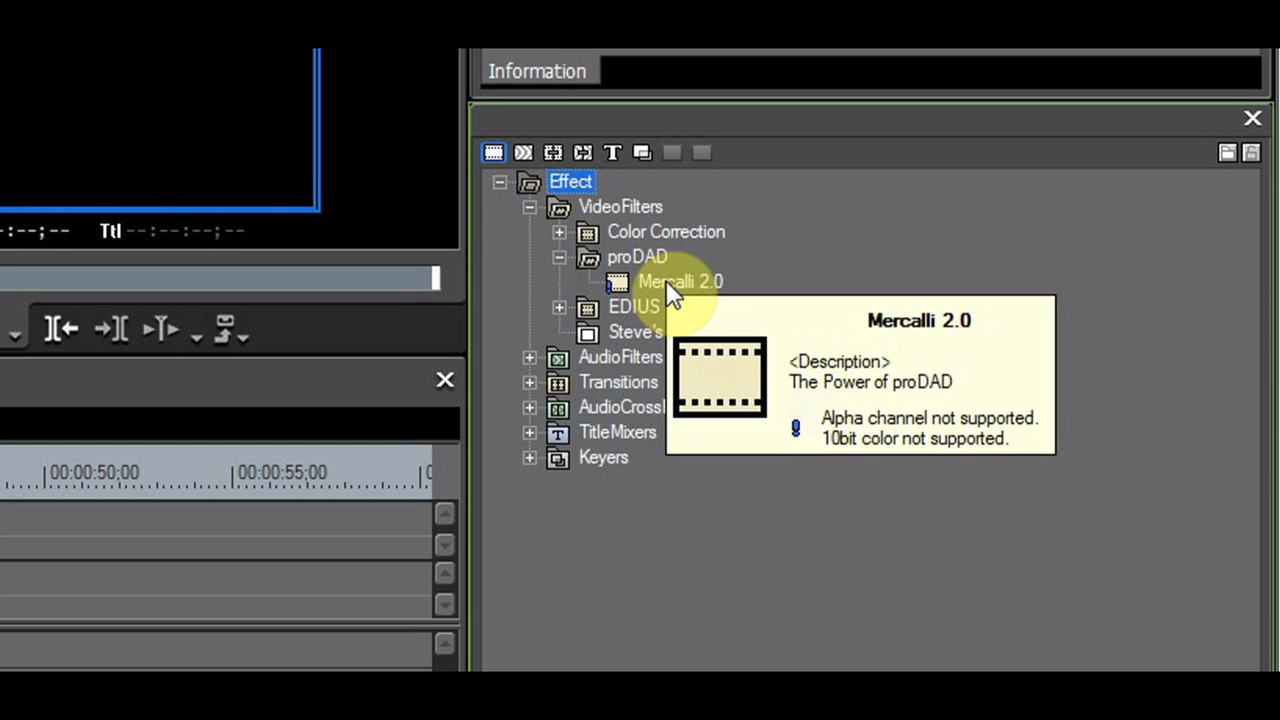 Information
Effect
VideoFilters
Color Correction
proDAD
Mercalli 2.0
EDIUS
Steve's
AudioFilters
Transitions
AudioCross
TitleMixers
Keyers
Mercalli 2.0
<Description>
The Power of proDAD
Alpha channel not supported.
10bit color not supported.
--:--;-- Ttl --:--:--;--
00:00:50;00 00:00:55;00 0